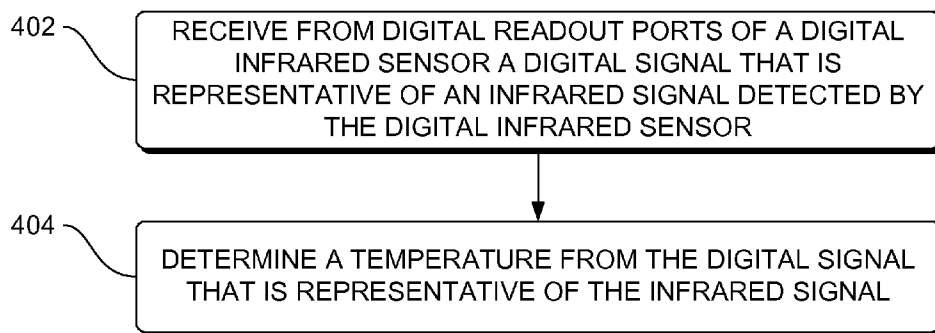 402
RECEIVE FROM DIGITAL READOUT PORTS OF A DIGITAL
INFRARED SENSOR A DIGITAL SIGNAL THAT IS
REPRESENTATIVE OF AN INFRARED SIGNAL DETECTED BY
THE DIGITAL INFRARED SENSOR
404
DETERMINE A TEMPERATURE FROM THE DIGITAL SIGNAL
THAT IS REPRESENTATIVE OF THE INFRARED SIGNAL